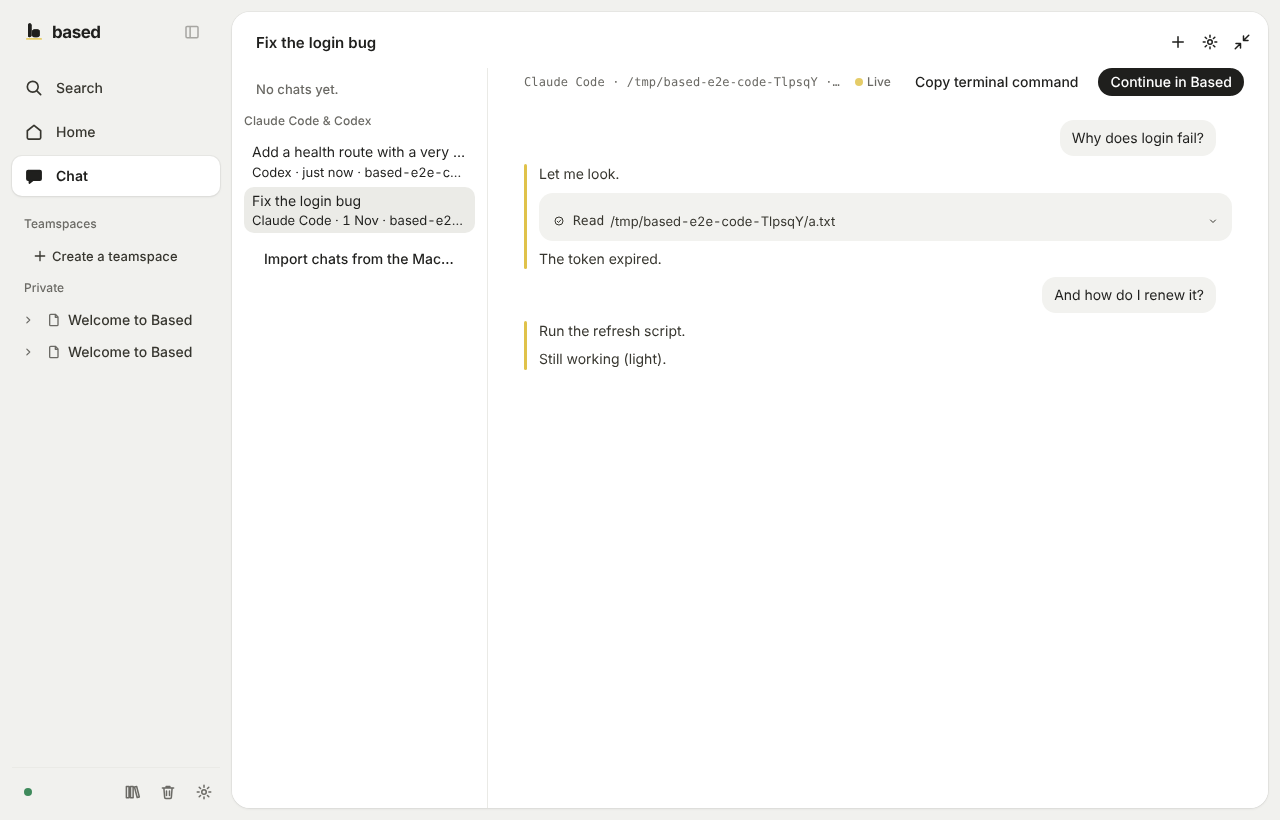 based
Search
Home
Chat
Teamspaces
Create a teamspace
Private
Welcome to Based
Welcome to Based
Fix the login bug
No chats yet.
Claude Code & Codex
Add a health route with a very ...
Codex · just now · based-e2e-c...
Fix the login bug
Claude Code · 1 Nov · based-e2...
Import chats from the Mac...
Claude Code · /tmp/based-e2e-code-TlpsqY ·…
Live
Copy terminal command
Continue in Based
Why does login fail?
Let me look.
Read /tmp/based-e2e-code-TlpsqY/a.txt
The token expired.
And how do I renew it?
Run the refresh script.
Still working (light).